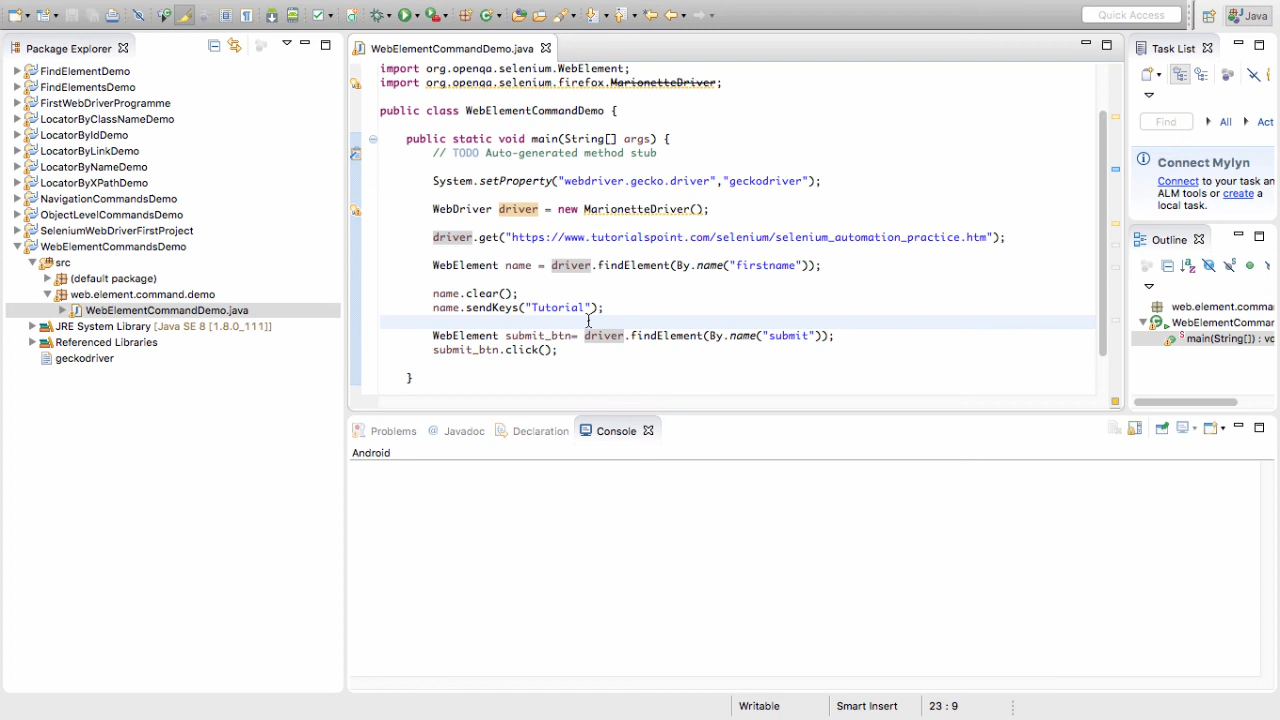 Quick Access
Java
Package Explorer
FindElementDemo
FindElementsDemo
FirstWebDriverProgramme
LocatorByClassNameDemo
LocatorByIdDemo
LocatorByLinkDemo
LocatorByNameDemo
LocatorByXPathDemo
NavigationCommandsDemo
ObjectLevelCommandsDemo
SeleniumWebDriverFirstProject
WebElementCommandsDemo
src
(default package)
web.element.command.demo
WebElementCommandDemo.java
JRE System Library [Java SE 8 [1.8.0_111]]
Referenced Libraries
geckodriver
WebElementCommandDemo.java
import org.openqa.selenium.WebElement;
import org.openqa.selenium.firefox.MarionetteDriver;
public class WebElementCommandDemo {
public static void main(String[] args) {
// TODO Auto-generated method stub
System.setProperty("webdriver.gecko.driver","geckodriver");
WebDriver driver = new MarionetteDriver();
driver.get("https://www.tutorialspoint.com/selenium/selenium_automation_practice.htm");
WebElement name = driver.findElement(By.name("firstname"));
name.clear();
name.sendKeys("Tutorial");
WebElement submit_btn= driver.findElement(By.name("submit"));
submit_btn.click();
}
Task List
Find
All
Act
Connect Mylyn
Connect to your task an
ALM tools or create a
local task.
Outline
web.element.com
WebElementCommar
main(String[]) : vo
Problems
Javadoc
Declaration
Console
Android
Writable
Smart Insert
23 : 9